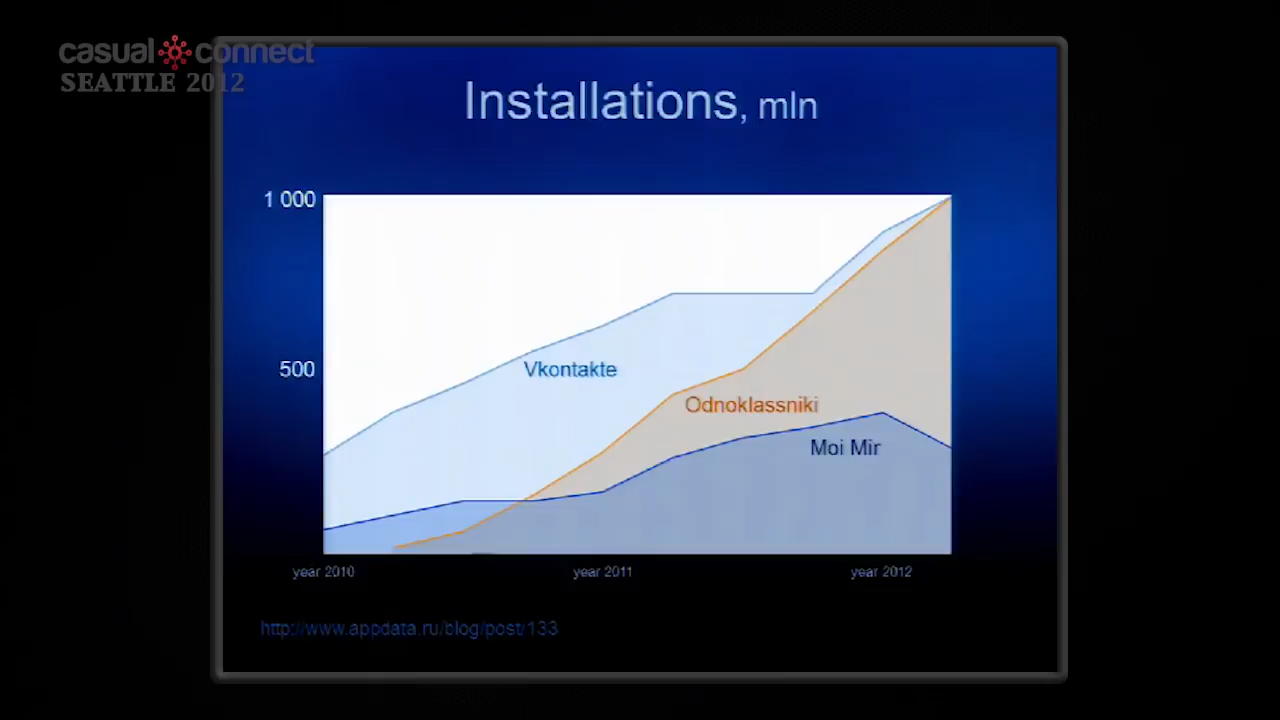 casual connect
SEATTLE 2012
Installations, mln
1 000
500
Vkontakte
Odnoklassniki
Moi Mir
year 2010
year 2011
year 2012
http://www.appdata.ru/blog/post/133